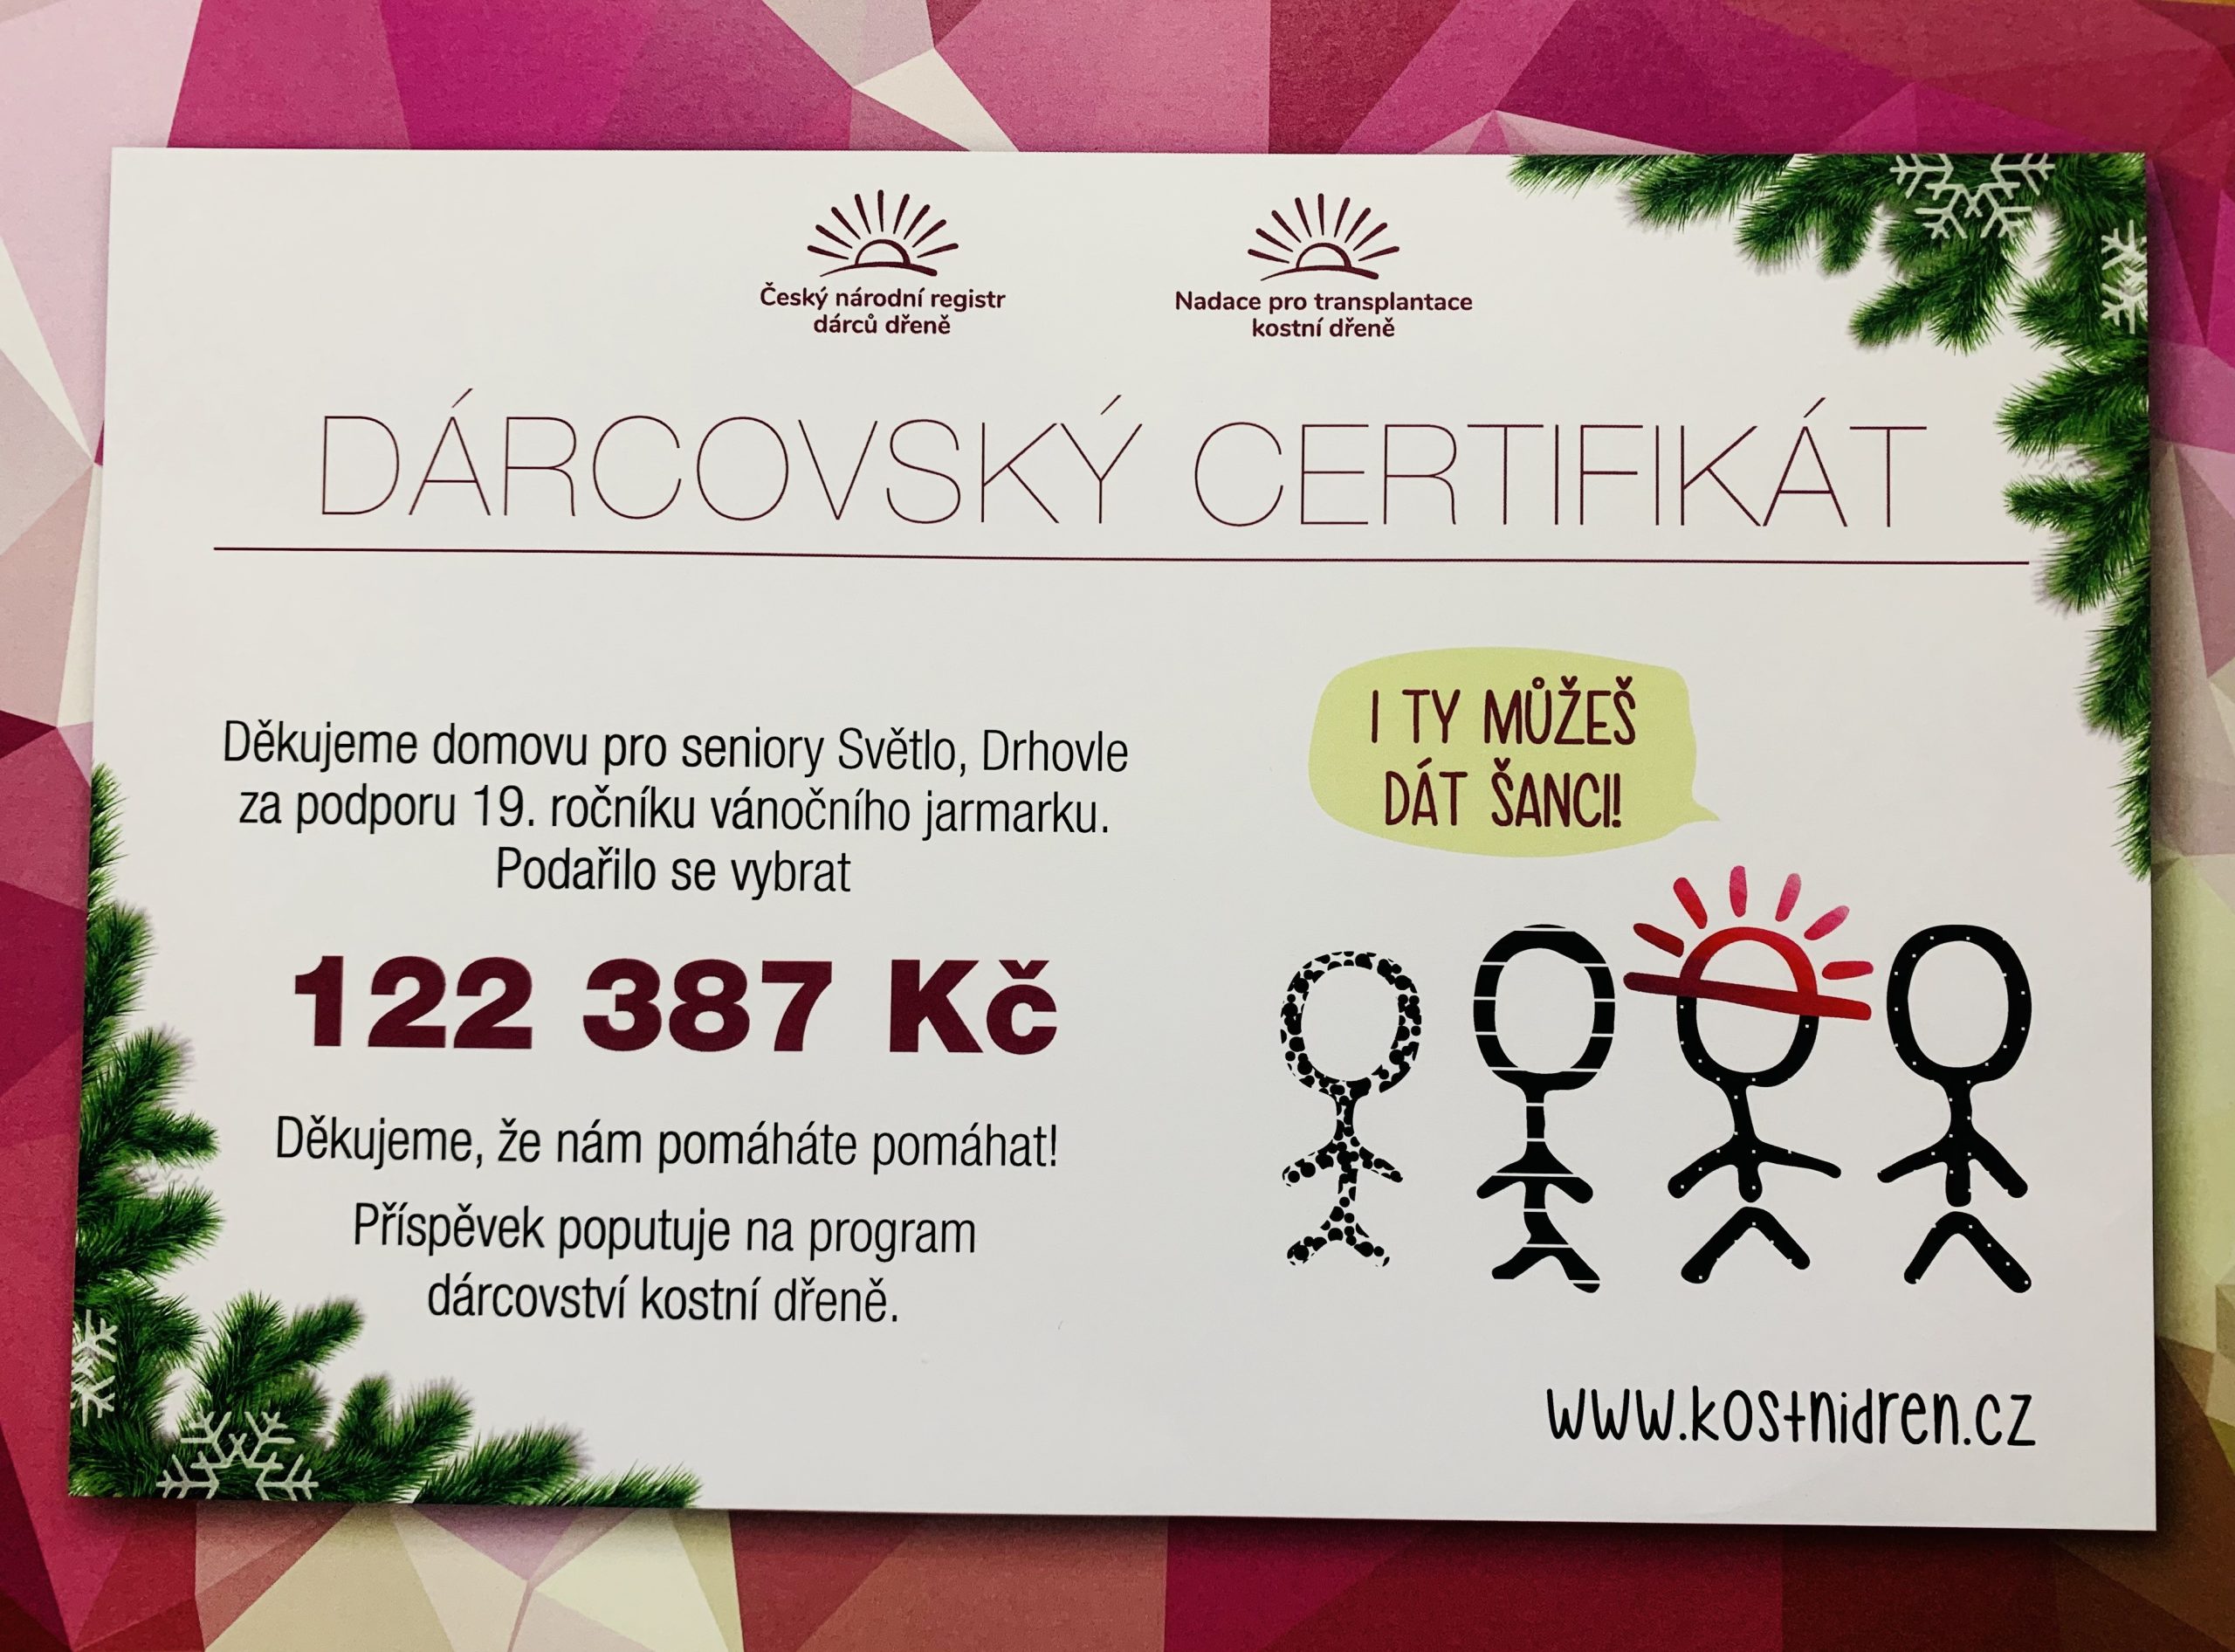 Český národní registr
dárců dřeně
Nadace pro transplantace
kostní dřeně
DÁRCOVSKÝ CERTIFIKÁT
Děkujeme domovu pro seniory Světlo, Drhovle
za podporu 19. ročníku vánočního jarmarku.
Podařilo se vybrat
122 387 Kč
Děkujeme, že nám pomáháte pomáhat!
Příspěvek poputuje na program
dárcovství kostní dřeně.
I TY MŮŽEŠ
DÁT ŠANCI!
www.kostnidren.cz